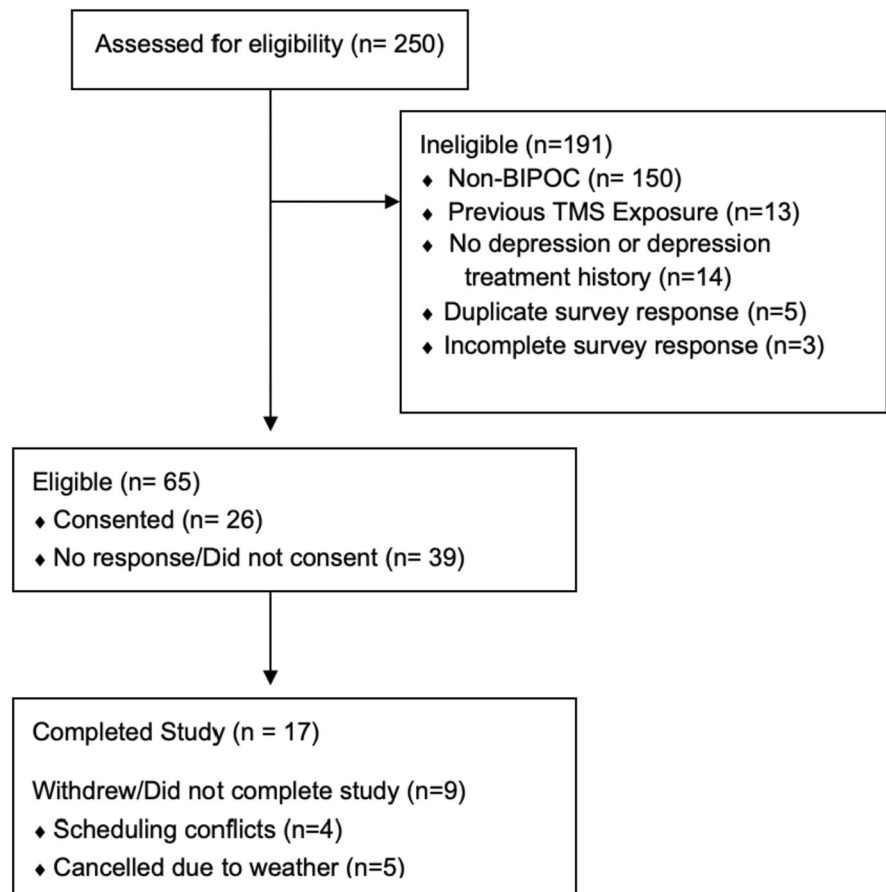 Assessed for eligibility (n= 250)
Ineligible (n=191)
♦ Non-BIPOC (n= 150)
♦ Previous TMS Exposure (n=13)
♦ No depression or depression
treatment history (n=14)
♦ Duplicate survey response (n=5)
♦ Incomplete survey response (n=3)
Eligible (n= 65)
♦ Consented (n= 26)
♦ No response/Did not consent (n= 39)
Completed Study (n = 17)
Withdrew/Did not complete study (n=9)
♦ Scheduling conflicts (n=4)
♦ Cancelled due to weather (n=5)